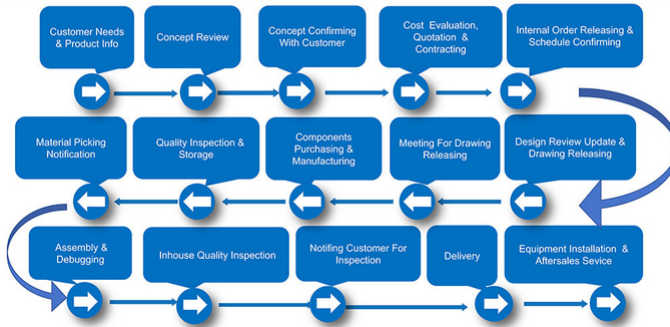 Customer Needs
& Product Info
Concept Review
Concept Confirming
With Customer
Cost Evaluation,
Quotation &
Contracting
Internal Order Releasing &
Schedule Confirming
Material Picking
Notification
Quality Inspection &
Storage
Components
Purchasing &
Manufacturing
Meeting For Drawing
Releasing
Design Review Update &
Drawing Releasing
Assembly &
Debugging
Inhouse Quality Inspection
Notifing Customer For
Inspection
Delivery
Equipment Installation &
Aftersales Sevice